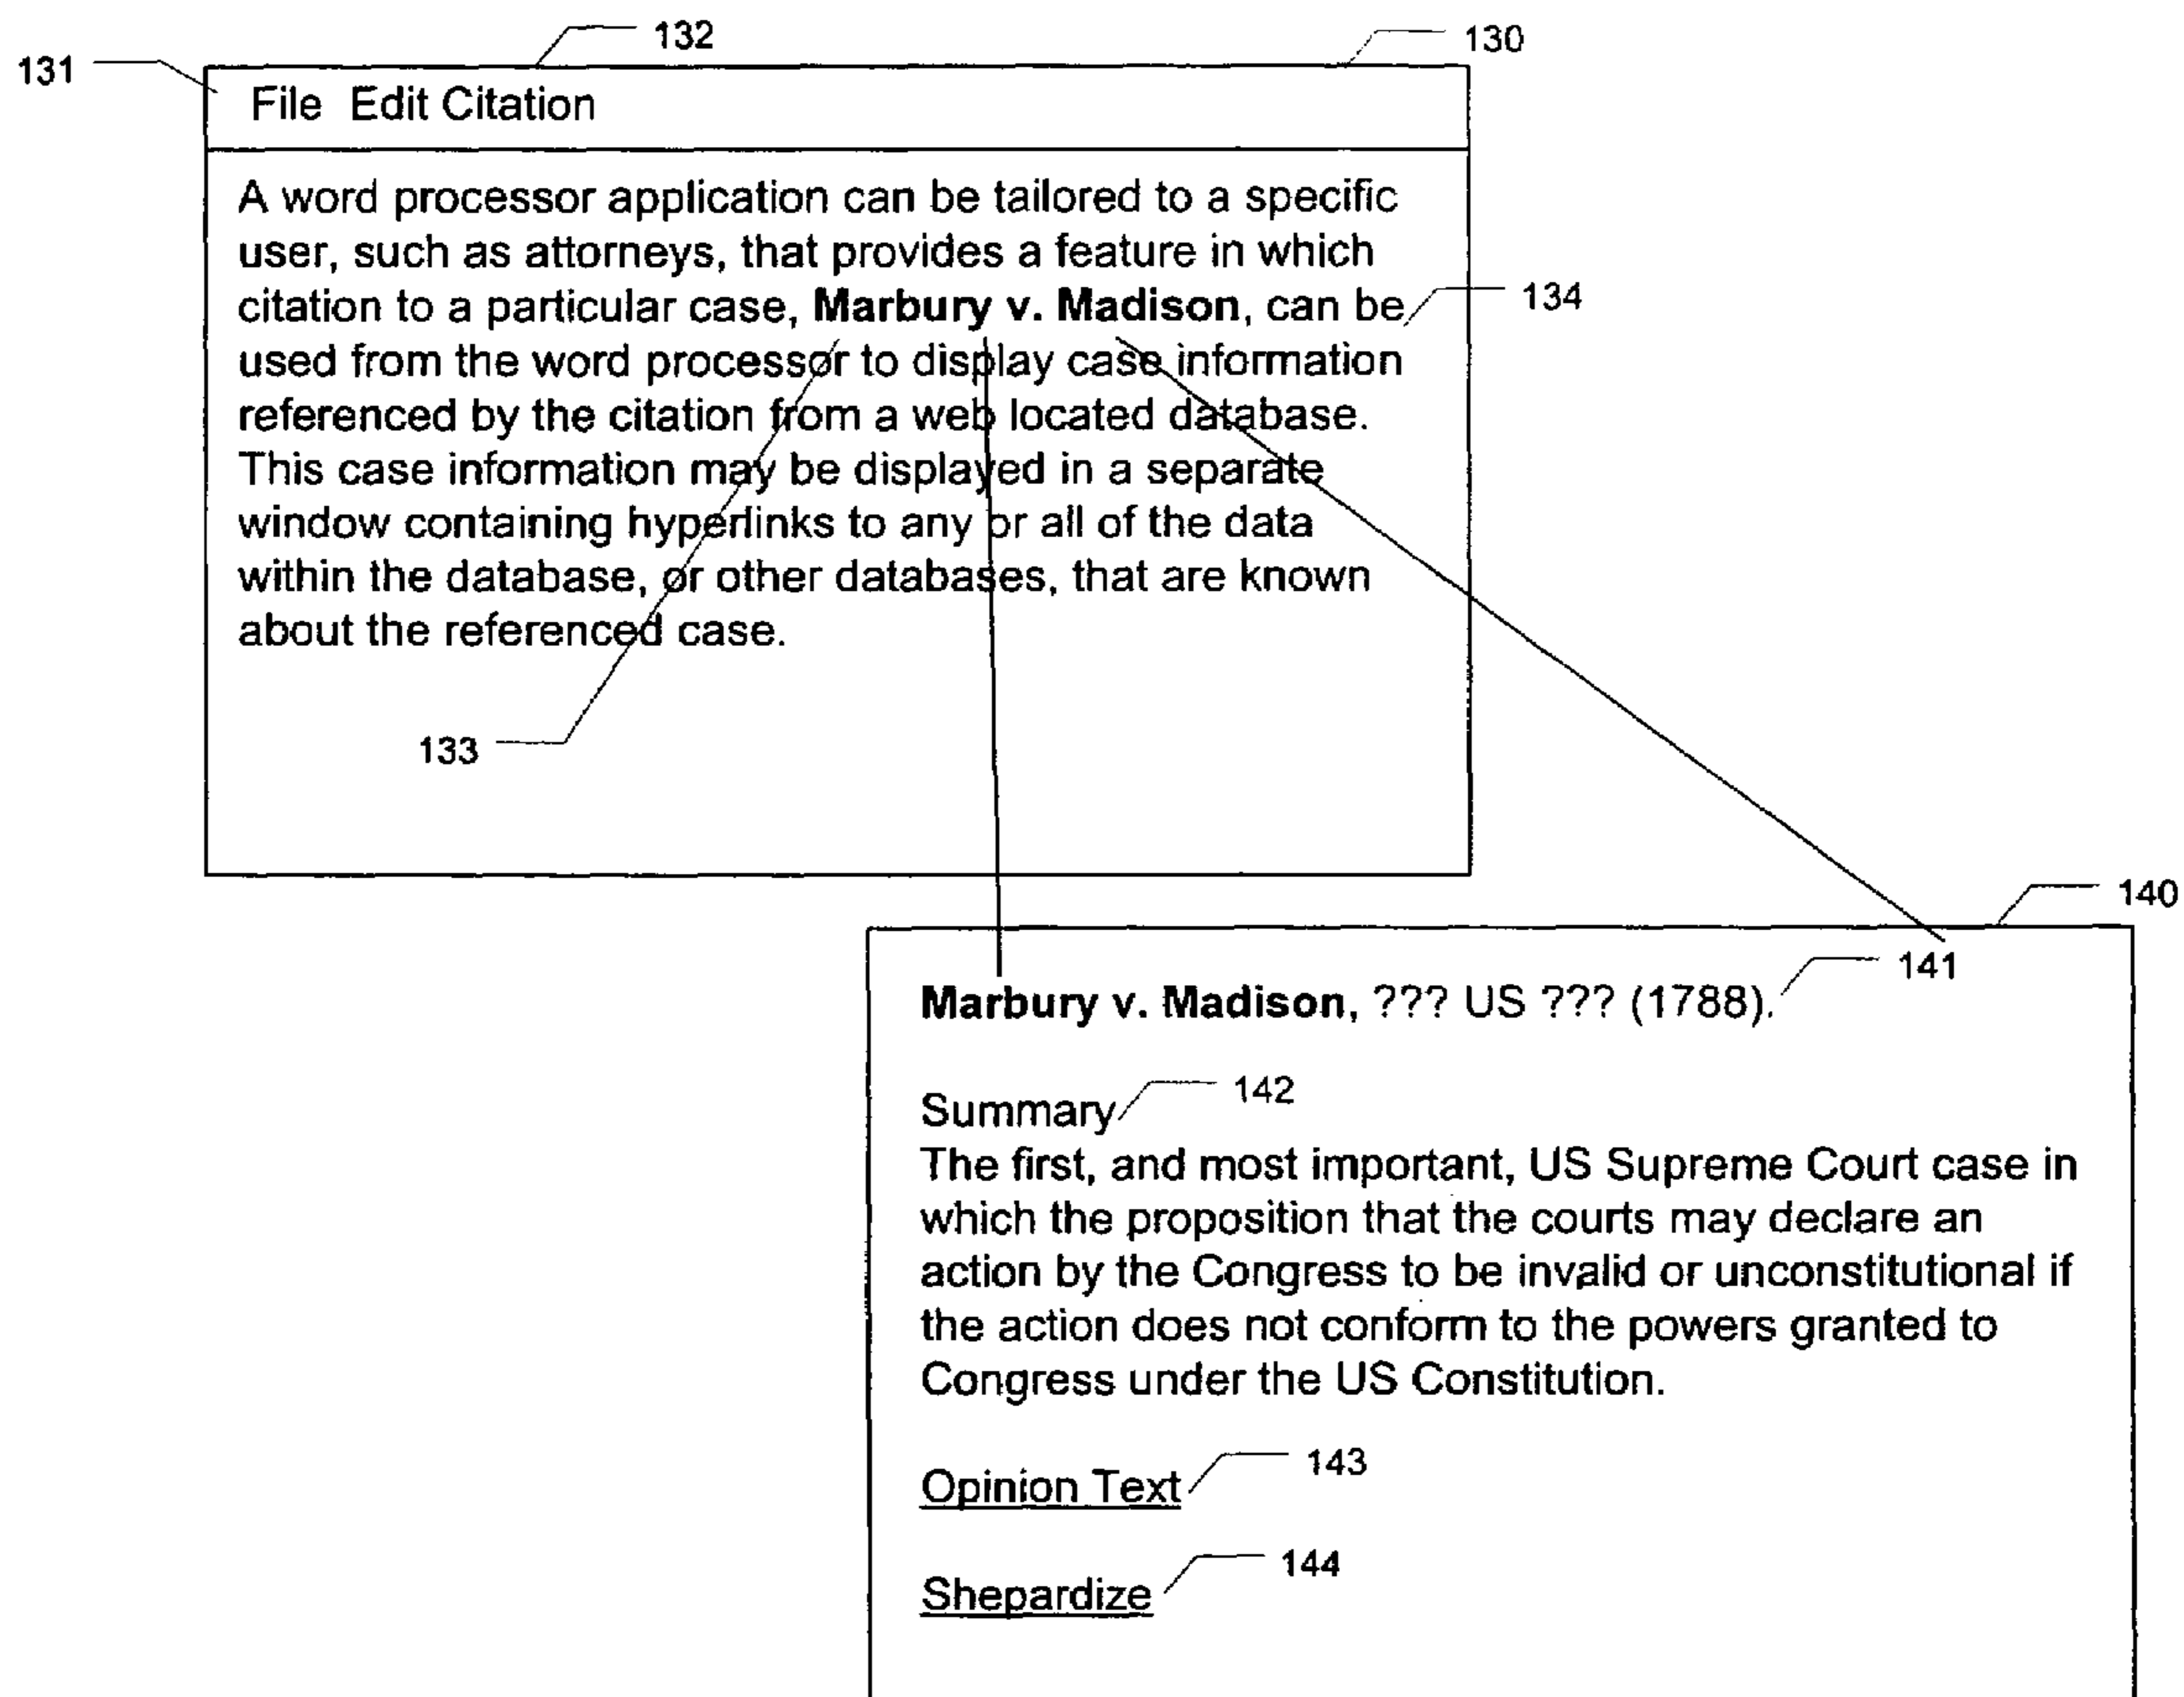 132
130
131
File Edit Citation
A word processor application can be tailored to a specific
user, such as attorneys, that provides a feature in which
citation to a particular case, Marbury v. Madison, can be
134
used from the word processor to display case information
referenced by the citation from a web located database.
This case information may be displayed in a separate
window containing hyperlinks to any or all of the data
within the database, or other databases, that are known
about the referenced case.
133
140
141
Marbury v. Madison, ??? US ??? (1788).
142
Summary
The first, and most important, US Supreme Court case in
which the proposition that the courts may declare an
action by the Congress to be invalid or unconstitutional if
the action does not conform to the powers granted to
Congress under the US Constitution.
143
Opinion Text
144
Shepardize